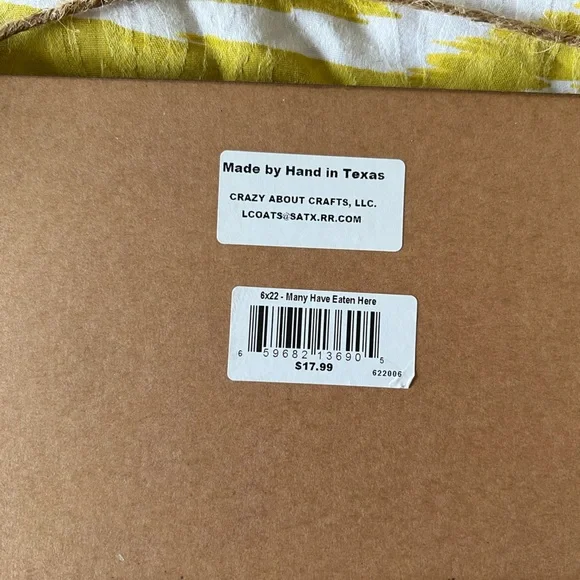 Made by Hand in Texas
CRAZY ABOUT CRAFTS, LLC.
LCOATS@SATX.RR.COM
6x22 - Many Have Eaten Here
6 59682 13690 5
$17.99
622006